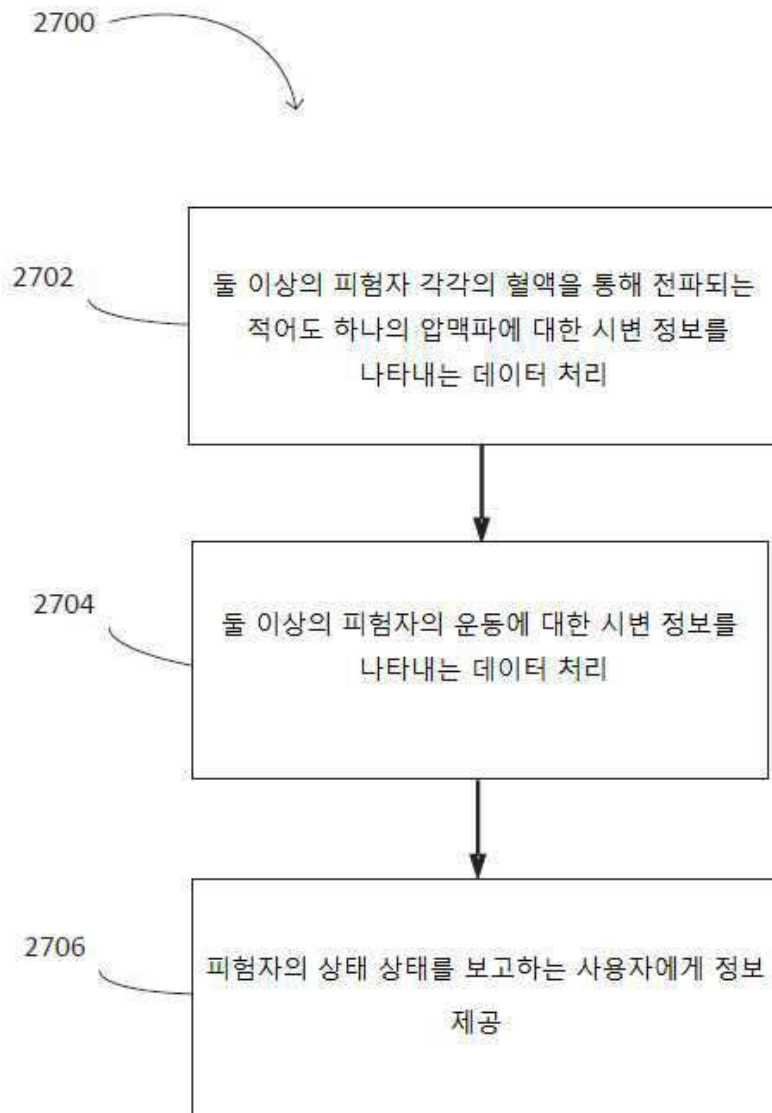 2700
2702
둘 이상의 피험자 각각의 혈액을 통해 전파되는
적어도 하나의 압맥파에 대한 시변 정보를
나타내는 데이터 처리
2704
둘 이상의 피험자의 운동에 대한 시변 정보를
나타내는 데이터 처리
2706
피험자의 상태 상태를 보고하는 사용자에게 정보
제공